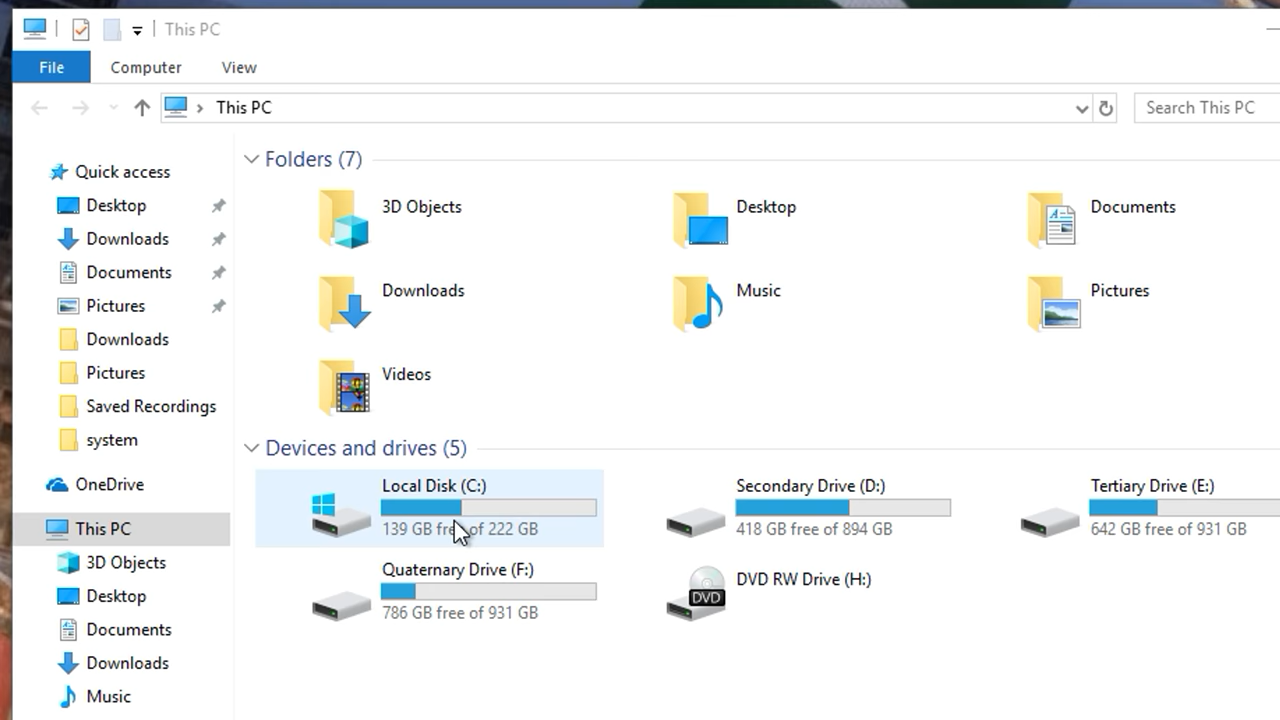 This PC
File Computer View
This PC Search This PC
Quick access
Desktop
Downloads
Documents
Pictures
Downloads
Pictures
Saved Recordings
system
OneDrive
This PC
3D Objects
Desktop
Documents
Downloads
Music
Folders (7)
3D Objects Desktop Documents
Downloads Music Pictures
Videos
Devices and drives (5)
Local Disk (C:) Secondary Drive (D:) Tertiary Drive (E:)
139 GB free of 222 GB 418 GB free of 894 GB 642 GB free of 931 GB
Quaternary Drive (F:) DVD RW Drive (H:)
DVD
786 GB free of 931 GB